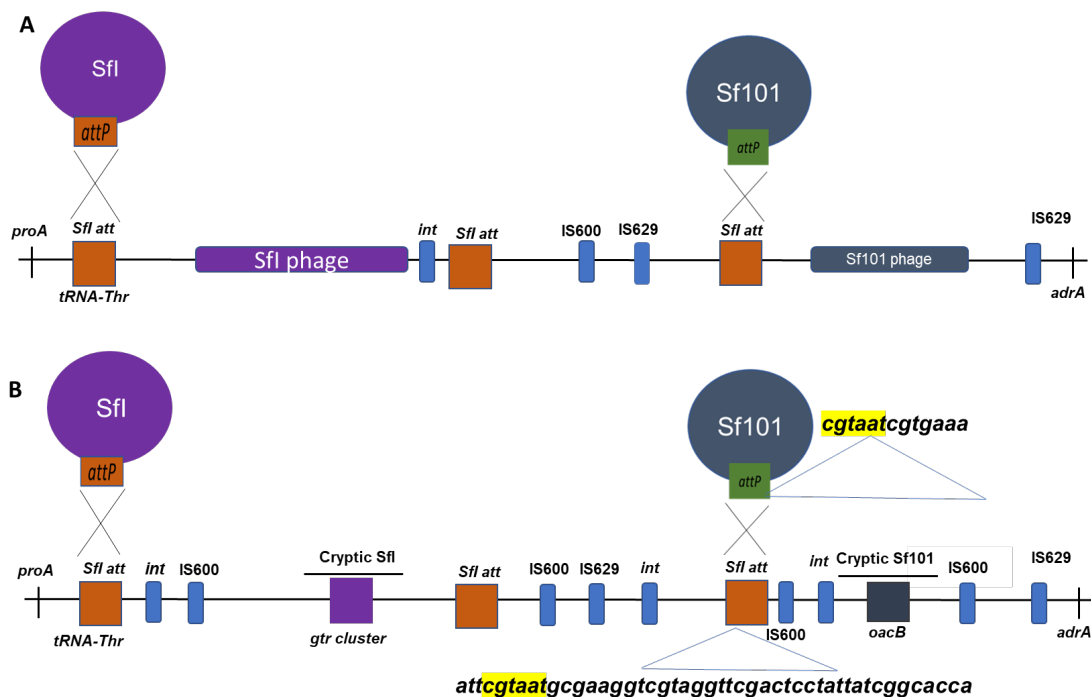 A
SfI
Sf101
attP
attP
proA
SfI att
int
SfI att
IS600
IS629
SfI att
IS629
SfI phage
Sf101 phage
tRNA-Thr
adrA
B
SfI
Sf101
cgtaatcgtgaaa
attP
attP
proA
SfI att
int
IS600
Cryptic SfI
SfI att
IS600
IS629
int
SfI att
int
Cryptic Sf101
IS600
IS629
tRNA-Thr
gtr cluster
IS600
oacB
adrA
attcgtaatgcgaaggtcgtaggttcgactcctattatcggcacca